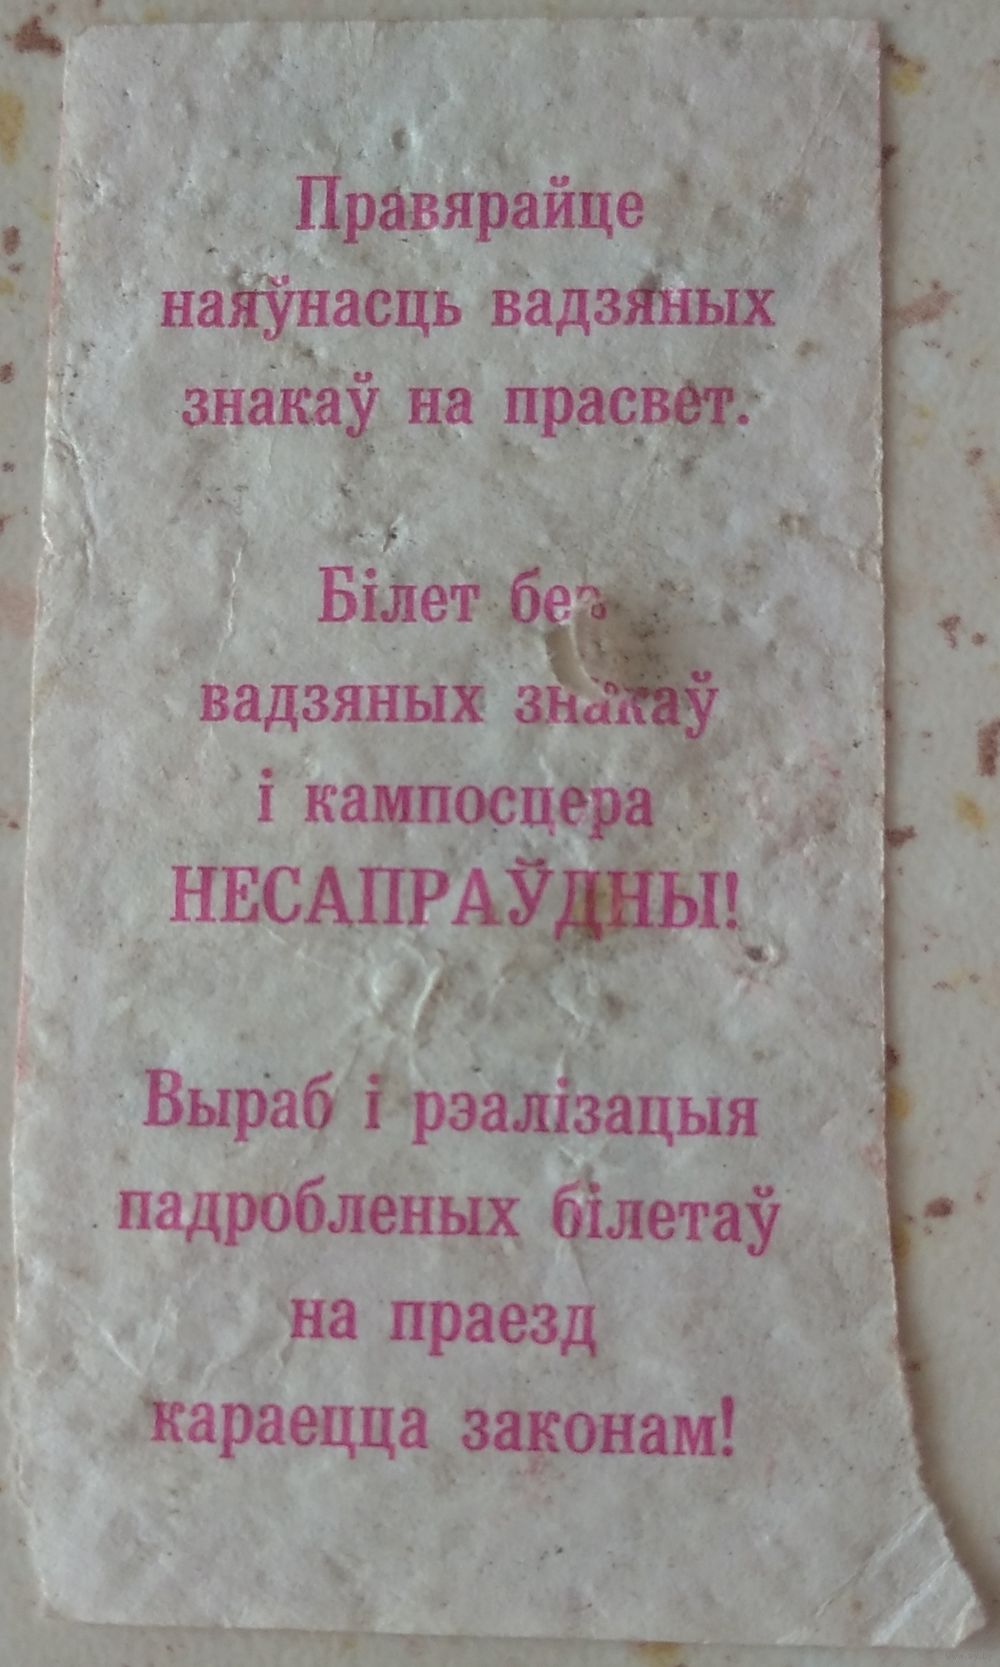 Правярайце
наяўнасць вадзяных
знакаў на прасвет.
Білет без
вадзяных знакаў
і кампосцера
НЕСАПРАЎДНЫ!
Выраб і рэалізацыя
падробленых білетаў
на праезд
караецца законам!